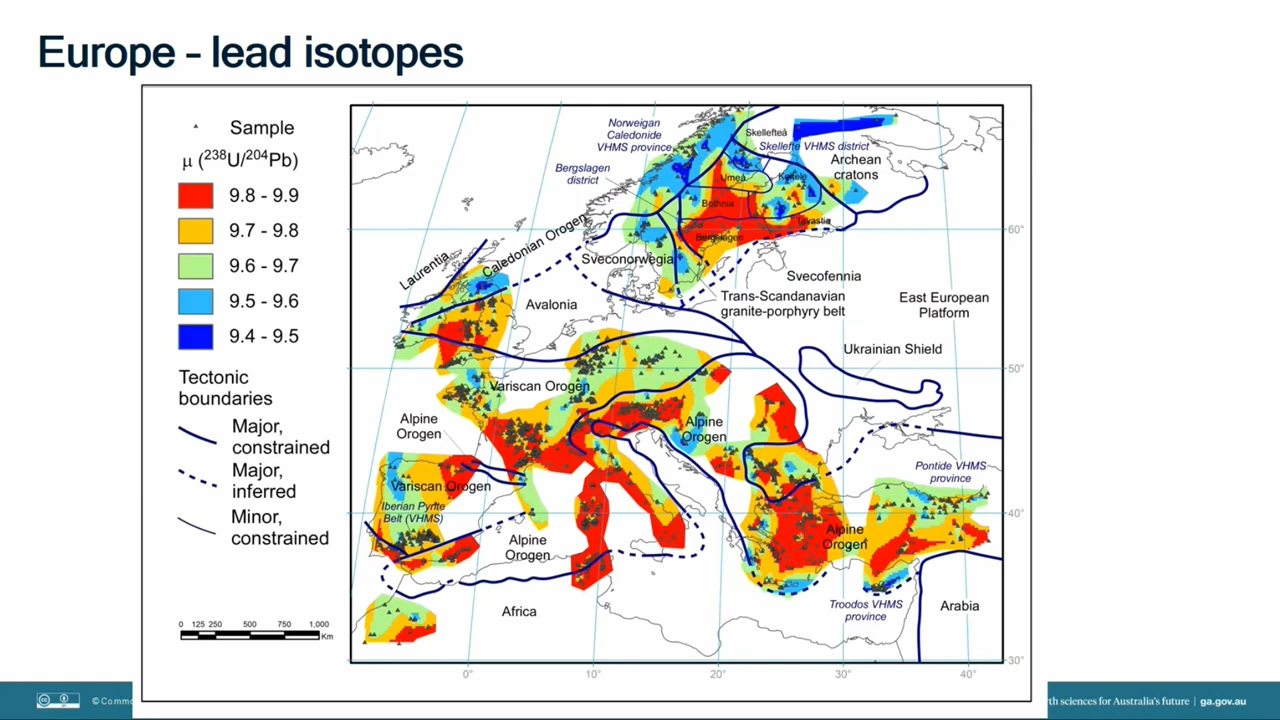 Europe – lead isotopes
Sample
μ (²³⁸U/²⁰⁴Pb)
9.8 - 9.9
9.7 - 9.8
9.6 - 9.7
9.5 - 9.6
9.4 - 9.5
Tectonic
boundaries
Major,
constrained
Major,
inferred
Minor,
constrained
0 125 250 500 750 1,000
Km
Norweigan
Caledonide
VHMS province
Bergslagen
district
Skellefteå
Skellefte VHMS district
Archean
cratons
Umeå
Bothnia
Bergslagen
Laurentia
Caledonian Orogen
Sveconorwegia
Svecofennia
Avalonia
Trans-Scandanavian
granite-porphyry belt
East European
Platform
Ukrainian Shield
Variscan Orogen
Alpine
Orogen
Alpine
Orogen
Variscan Orogen
Iberian Pyrite
Belt (VHMS)
Pontide VHMS
province
Alpine
Orogen
Alpine
Orogen
Africa
Troodos VHMS
province
Arabia
60°
50°
40°
30°
0°
10°
20°
30°
40°
© Commo
rth sciences for Australia's future | ga.gov.au